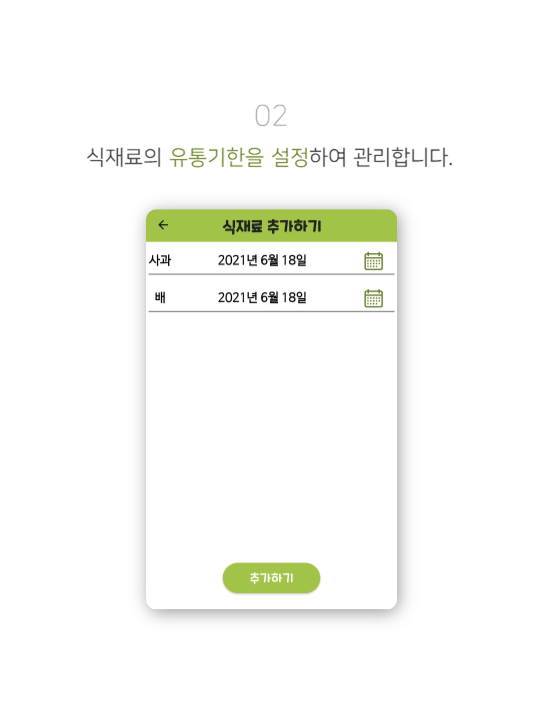 02
식재료의 유통기한을 설정하여 관리합니다.
식재료 추가하기
사과 2021년 6월 18일
배 2021년 6월 18일
추가하기